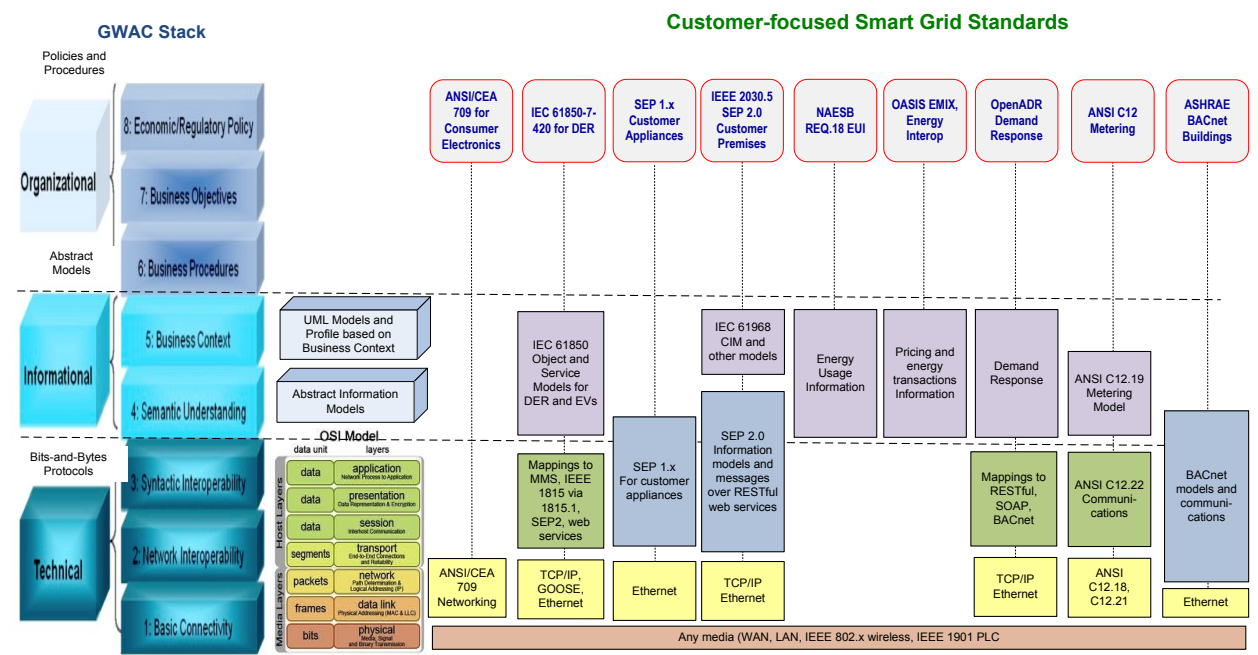 Customer-focused Smart Grid Standards
GWAC Stack
Policies and
Procedures
Organizational
8: Economic/Regulatory Policy
7: Business Objectives
6: Business Procedures
Abstract
Models
Informational
5: Business Context
4: Semantic Understanding
Bits-and-Bytes
Protocols
Technical
3: Syntactic Interoperability
2: Network Interoperability
1: Basic Connectivity
UML Models and
Profile based on
Business Context
Abstract Information
Models
OSI Model
data unit
layers
Host Layers
data
application
Network Process to Application
data
presentation
Data Representation & Encryption
data
session
Interhost Communication
segments
transport
End-to-End Connections
and Reliability
Media Layers
packets
network
Path Determination &
Logical Addressing (IP)
frames
data link
Physical Addressing (MAC & LLC)
bits
physical
Media, Signal
and Binary Transmission
ANSI/CEA
709 for
Consumer
Electronics
IEC 61850-7-
420 for DER
SEP 1.x
Customer
Appliances
IEEE 2030.5
SEP 2.0
Customer
Premises
NAESB
REQ.18 EUI
OASIS EMIX,
Energy
Interop
OpenADR
Demand
Response
ANSI C12
Metering
ASHRAE
BACnet
Buildings
IEC 61850
Object and
Service
Models for
DER and EVs
IEC 61968
CIM and
other models
Energy
Usage
Information
Pricing and
energy
transactions
Information
Demand
Response
ANSI C12.19
Metering
Model
Mappings to
MMS, IEEE
1815 via
1815.1,
SEP2, web
services
SEP 1.x
For customer
appliances
SEP 2.0
Information
models and
messages
over RESTful
web services
Mappings to
RESTful,
SOAP,
BACnet
ANSI C12.22
Communi-
cations
BACnet
models and
communi-
cations
ANSI/CEA
709
Networking
TCP/IP,
GOOSE,
Ethernet
Ethernet
TCP/IP
Ethernet
TCP/IP
Ethernet
ANSI
C12.18,
C12.21
Ethernet
Any media (WAN, LAN, IEEE 802.x wireless, IEEE 1901 PLC